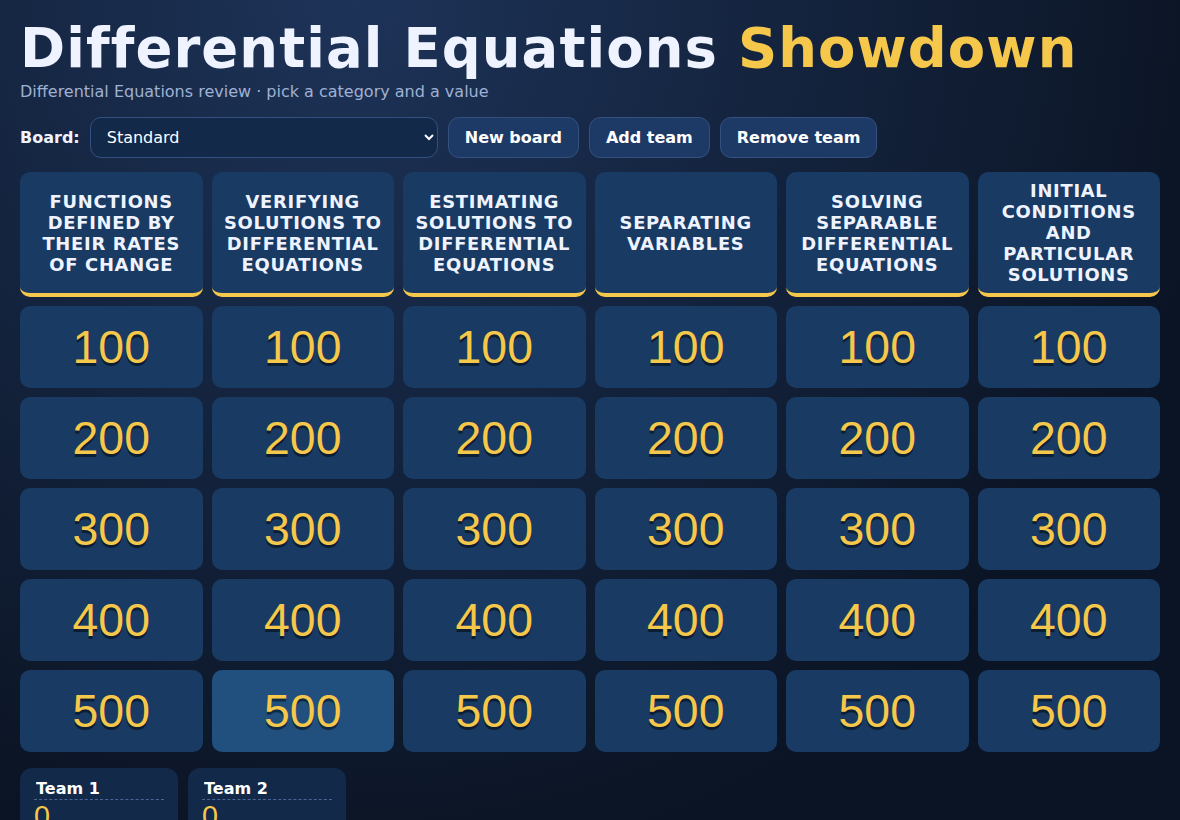 Differential Equations Showdown
Differential Equations review · pick a category and a value
Board: Standard New board Add team Remove team
FUNCTIONS
DEFINED BY
THEIR RATES
OF CHANGE
VERIFYING
SOLUTIONS TO
DIFFERENTIAL
EQUATIONS
ESTIMATING
SOLUTIONS TO
DIFFERENTIAL
EQUATIONS
SEPARATING
VARIABLES
SOLVING
SEPARABLE
DIFFERENTIAL
EQUATIONS
INITIAL
CONDITIONS
AND
PARTICULAR
SOLUTIONS
100 100 100 100 100 100
200 200 200 200 200 200
300 300 300 300 300 300
400 400 400 400 400 400
500 500 500 500 500 500
Team 1 Team 2
0 0